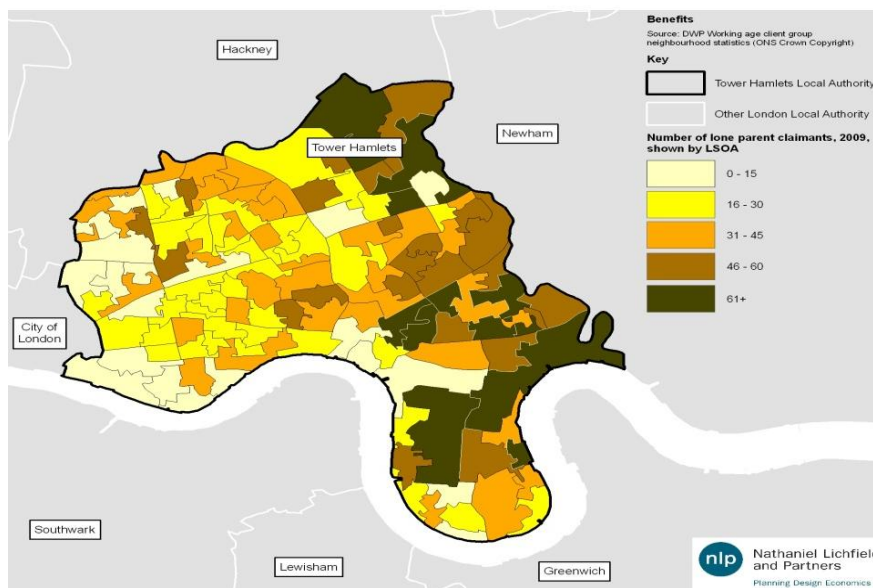 Hackney
Newham
Tower Hamlets
City of
London
Southwark
Lewisham
Greenwich
Benefits
Source: DWP Working age client group
neighbourhood statistics (ONS Crown Copyright)
Key
Tower Hamlets Local Authority
Other London Local Authority
Number of lone parent claimants, 2009,
shown by LSOA
0 - 15
16 - 30
31 - 45
46 - 60
61+
nlp
Nathaniel Lichfield
and Partners
Planning Design Economics